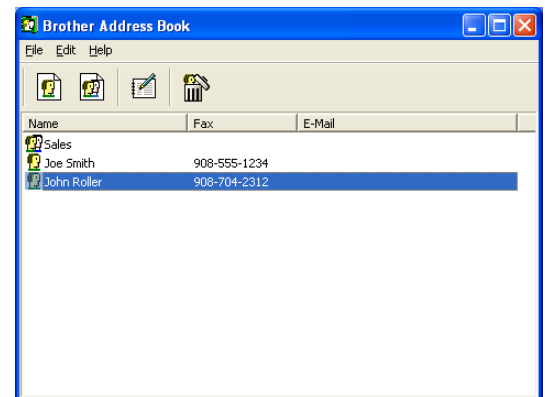 Brother Address Book
File Edit Help
Name Fax E-Mail
Sales
Joe Smith 908-555-1234
John Roller 908-704-2312